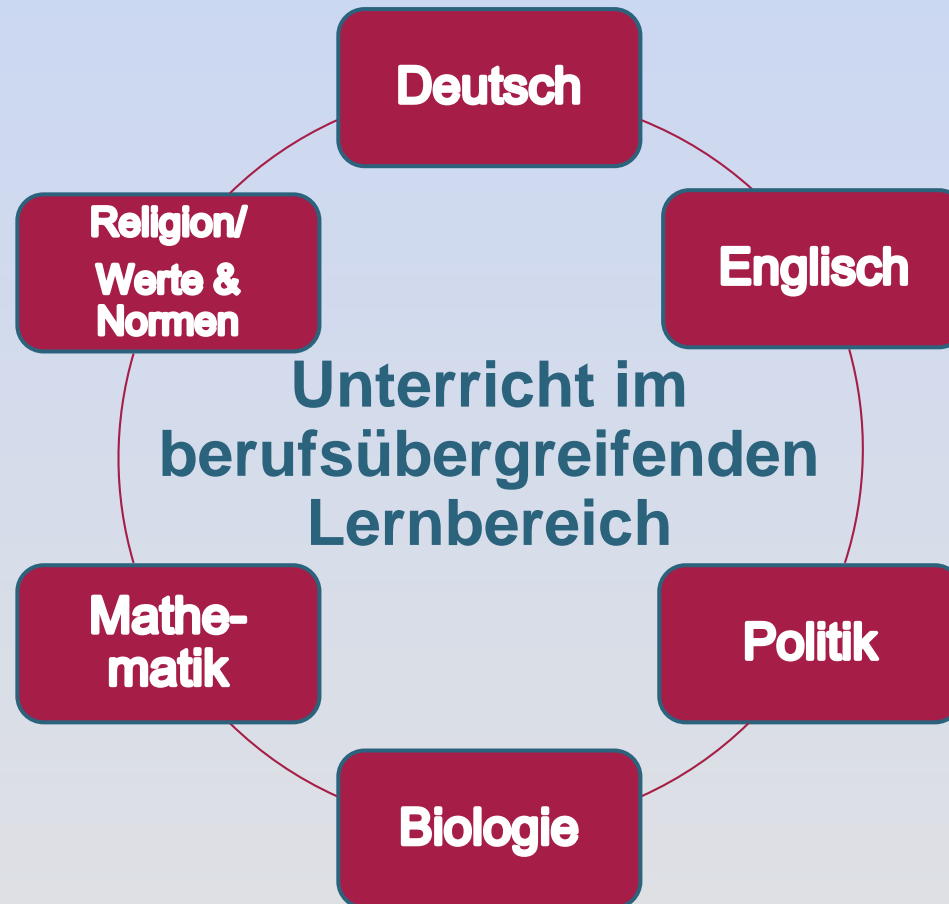 Deutsch
Religion/
Werte &
Normen
Englisch
Unterricht im
berufsübergreifenden
Lernbereich
Mathe-
matik
Politik
Biologie